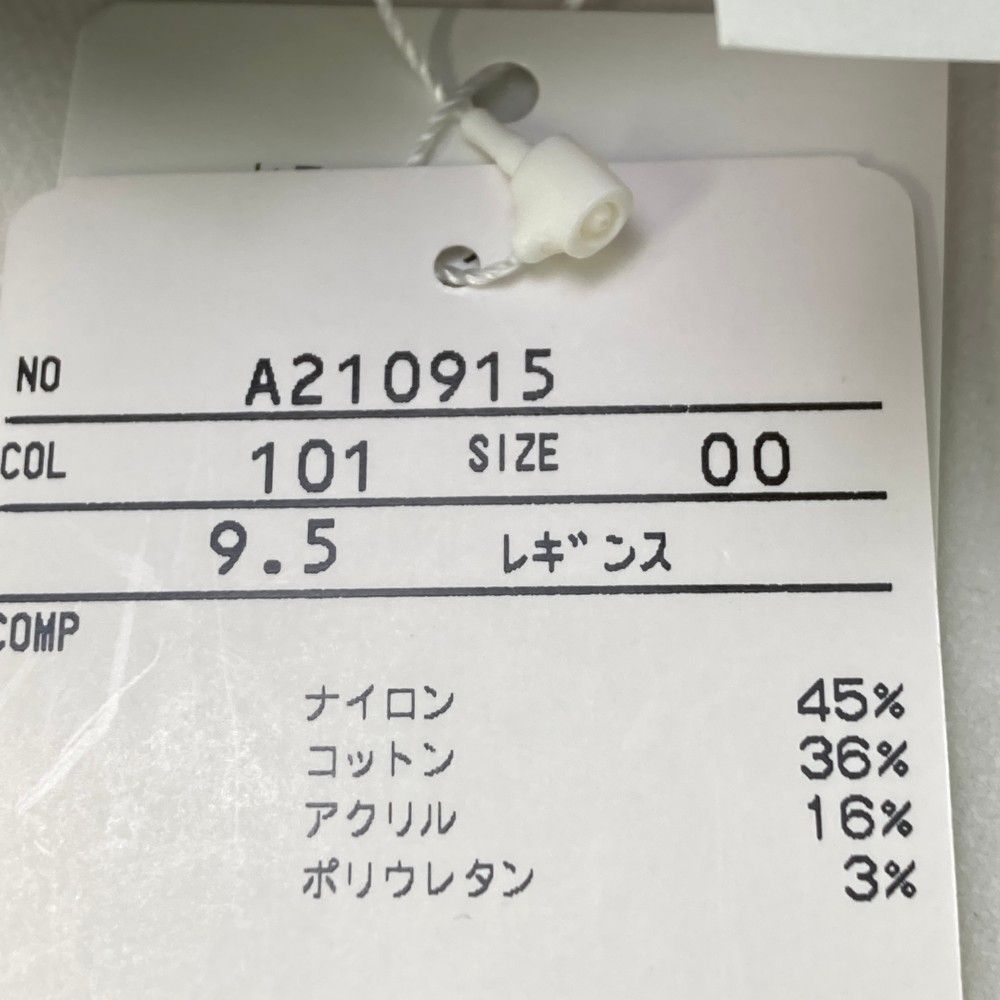 NO A210915
COL 101 SIZE 00
9.5 レギンス
COMP
ナイロン 45%
コットン 36%
アクリル 16%
ポリウレタン 3%